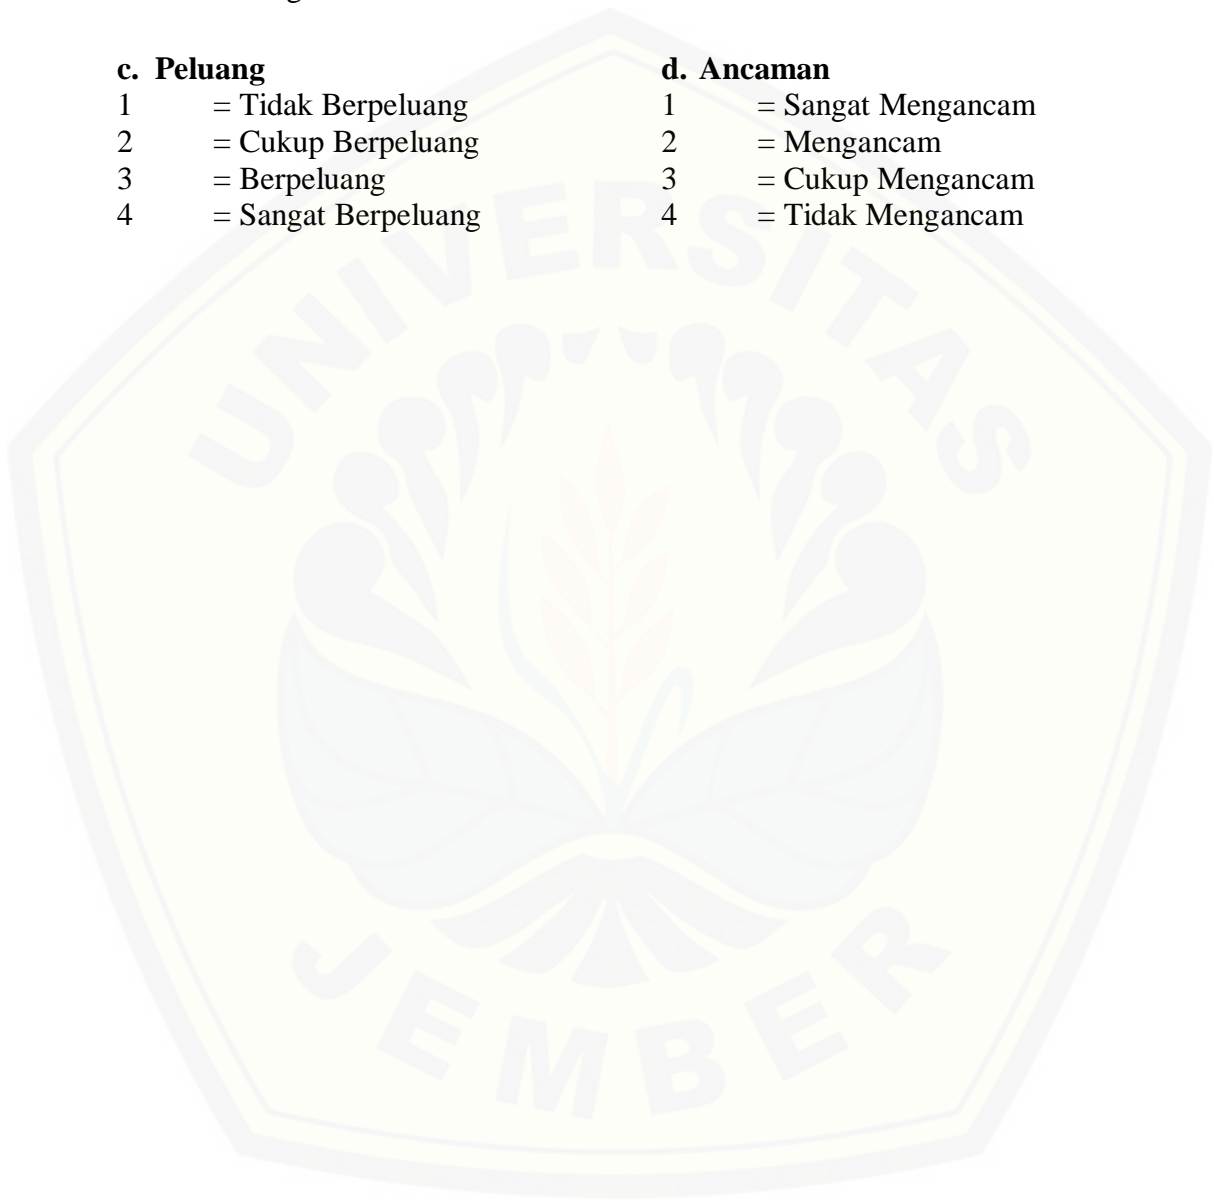 c. Peluang
1 = Tidak Berpeluang
2 = Cukup Berpeluang
3 = Berpeluang
4 = Sangat Berpeluang
d. Ancaman
1 = Sangat Mengancam
2 = Mengancam
3 = Cukup Mengancam
4 = Tidak Mengancam
UNIVERSITAS
JEMBER